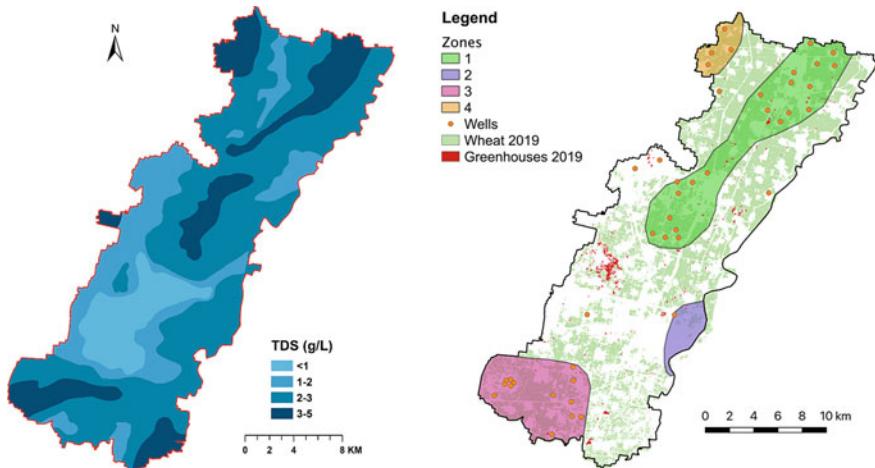 N
TDS (g/L)
<1
1-2
2-3
3-5
0 2 4 8 KM
Legend
Zones
1
2
3
4
Wells
Wheat 2019
Greenhouses 2019
0 2 4 6 8 10 km